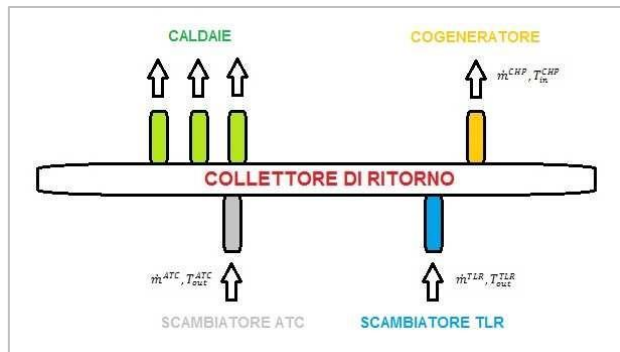 CALDAIE COGENERATORE
ṁ^CHP, T_in^CHP
COLLETTORE DI RITORNO
ṁ^ATC, T_out^ATC ṁ^TLR, T_out^TLR
SCAMBIATORE ATC SCAMBIATORE TLR